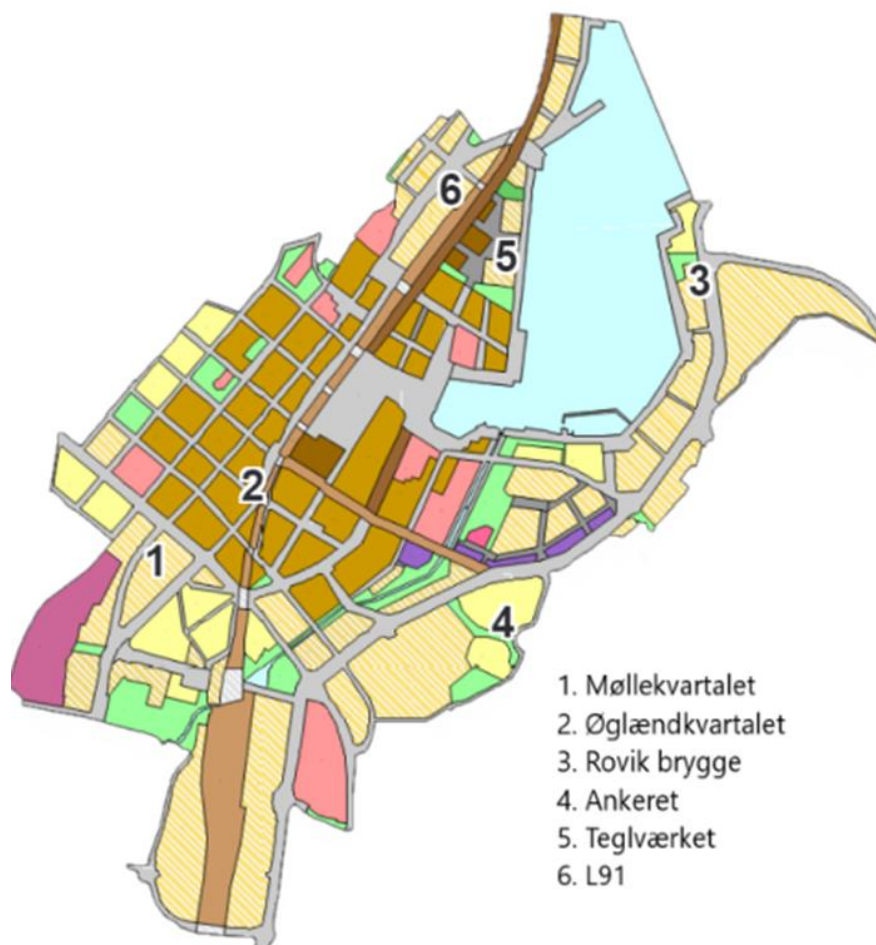 6
5
3
2
1
4
1. Møllekvartalet
2. Øglændkvartalet
3. Rovik brygge
4. Ankeret
5. Teglværket
6. L91